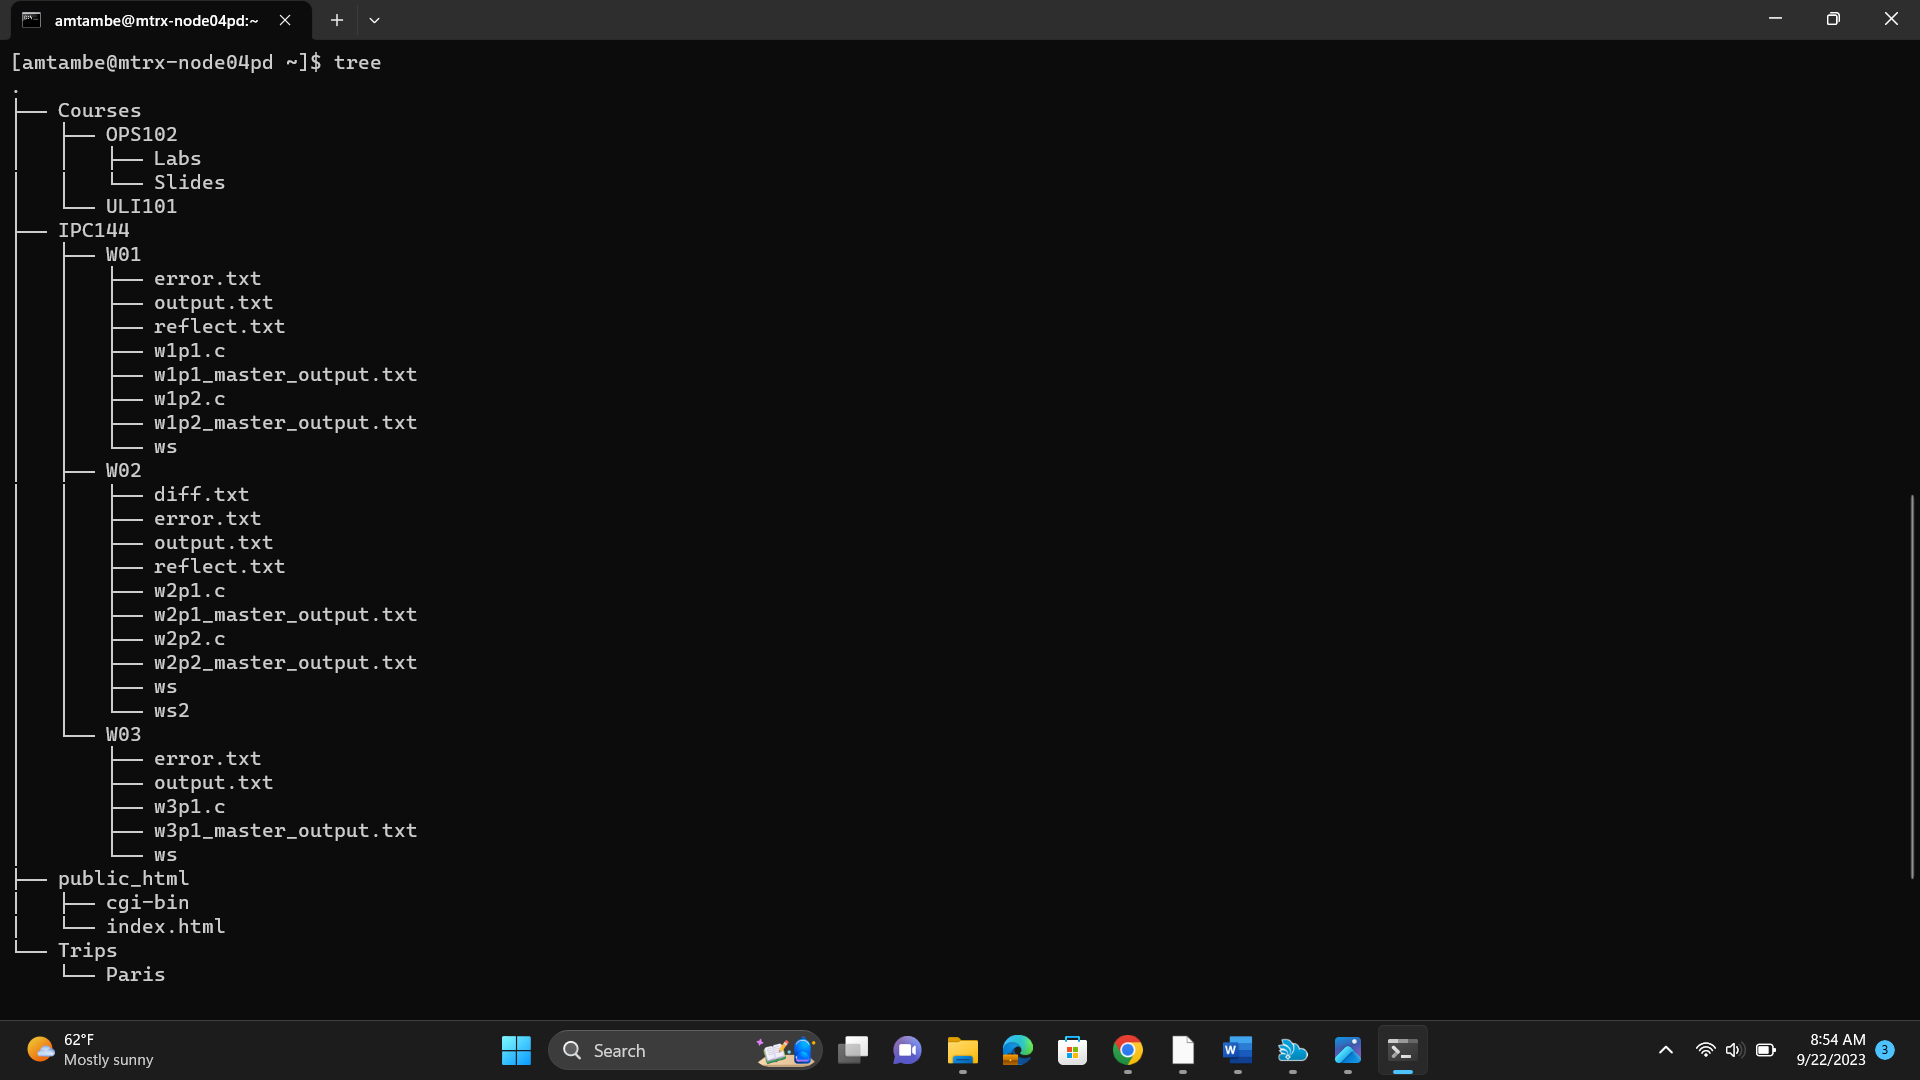 amtambe@mtrx-node04pd:~
[amtambe@mtrx-node04pd ~]$ tree
.
├── Courses
│   ├── OPS102
│   │   ├── Labs
│   │   └── Slides
│   └── ULI101
├── IPC144
│   ├── W01
│   │   ├── error.txt
│   │   ├── output.txt
│   │   ├── reflect.txt
│   │   ├── w1p1.c
│   │   ├── w1p1_master_output.txt
│   │   ├── w1p2.c
│   │   ├── w1p2_master_output.txt
│   │   └── ws
│   ├── W02
│   │   ├── diff.txt
│   │   ├── error.txt
│   │   ├── output.txt
│   │   ├── reflect.txt
│   │   ├── w2p1.c
│   │   ├── w2p1_master_output.txt
│   │   ├── w2p2.c
│   │   ├── w2p2_master_output.txt
│   │   ├── ws
│   │   └── ws2
│   └── W03
│       ├── error.txt
│       ├── output.txt
│       ├── w3p1.c
│       ├── w3p1_master_output.txt
│       └── ws
├── public_html
│   ├── cgi-bin
│   └── index.html
└── Trips
    └── Paris
62°F
Mostly sunny
Search
8:54 AM
9/22/2023
3